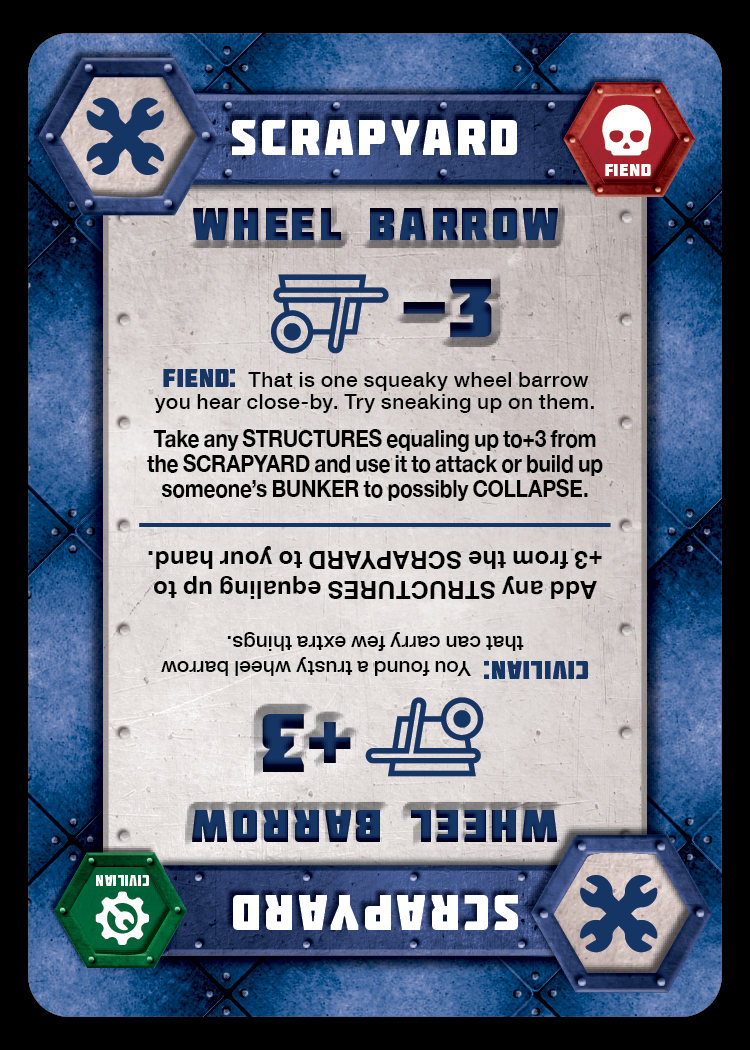 SCRAPYARD
FIEND
WHEEL BARROW
-3
FIEND: That is one squeaky wheel barrow
you hear close-by. Try sneaking up on them.
Take any STRUCTURES equaling up to+3 from
the SCRAPYARD and use it to attack or build up
someone's BUNKER to possibly COLLAPSE.
SCRAPYARD
CIVILIAN
WHEEL BARROW
+3
CIVILIAN: You found a trusty wheel barrow
that can carry few extra things.
Add any STRUCTURES equaling up to
+3 from the SCRAPYARD to your hand.